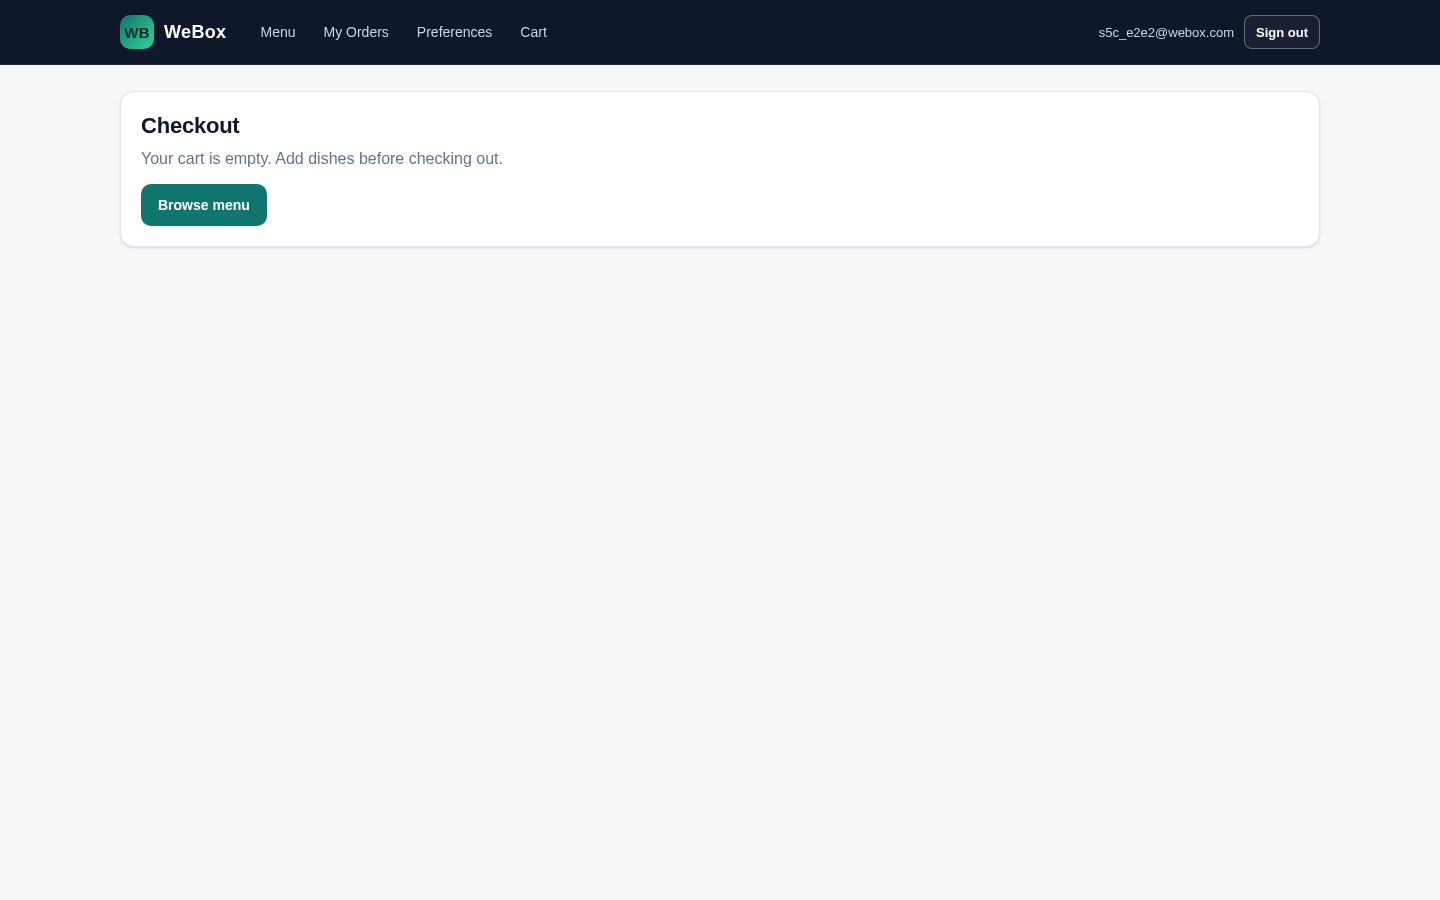 WB WeBox Menu My Orders Preferences Cart s5c_e2e2@webox.com Sign out
Checkout
Your cart is empty. Add dishes before checking out.
Browse menu